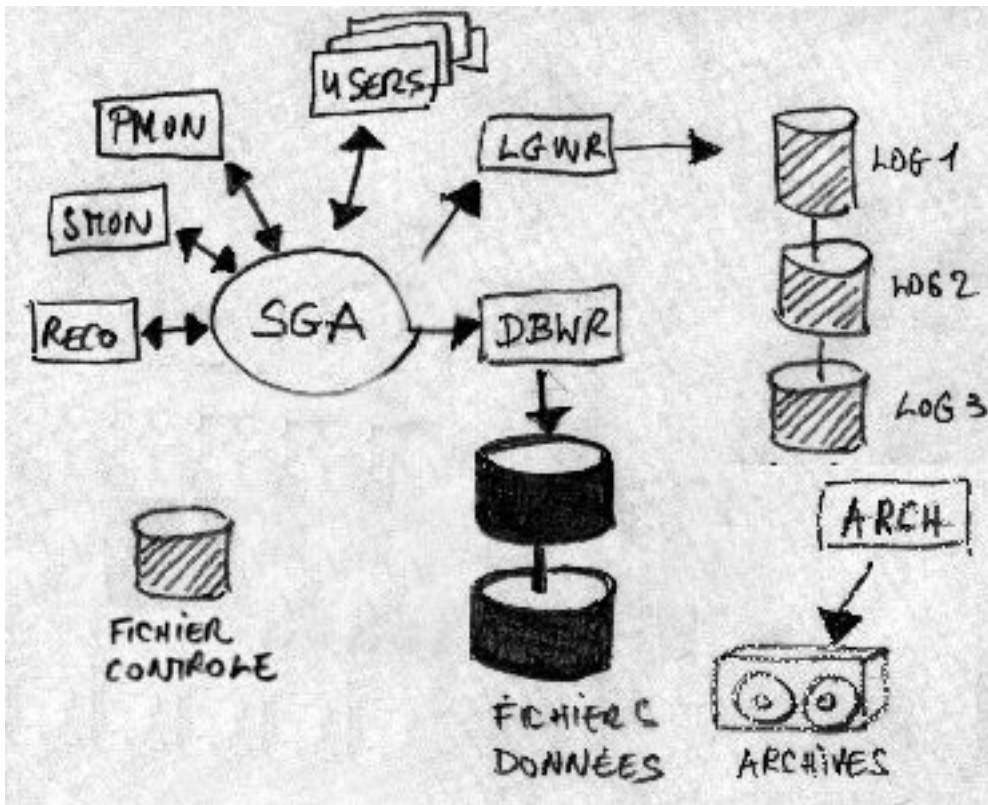 USERS
PMON
LGWR
LOG 1
SMON
SGA
DBWR
LOG 2
RECO
LOG 3
ARCH
FICHIER
CONTROLE
FICHIERS
DONNÉES
ARCHIVES